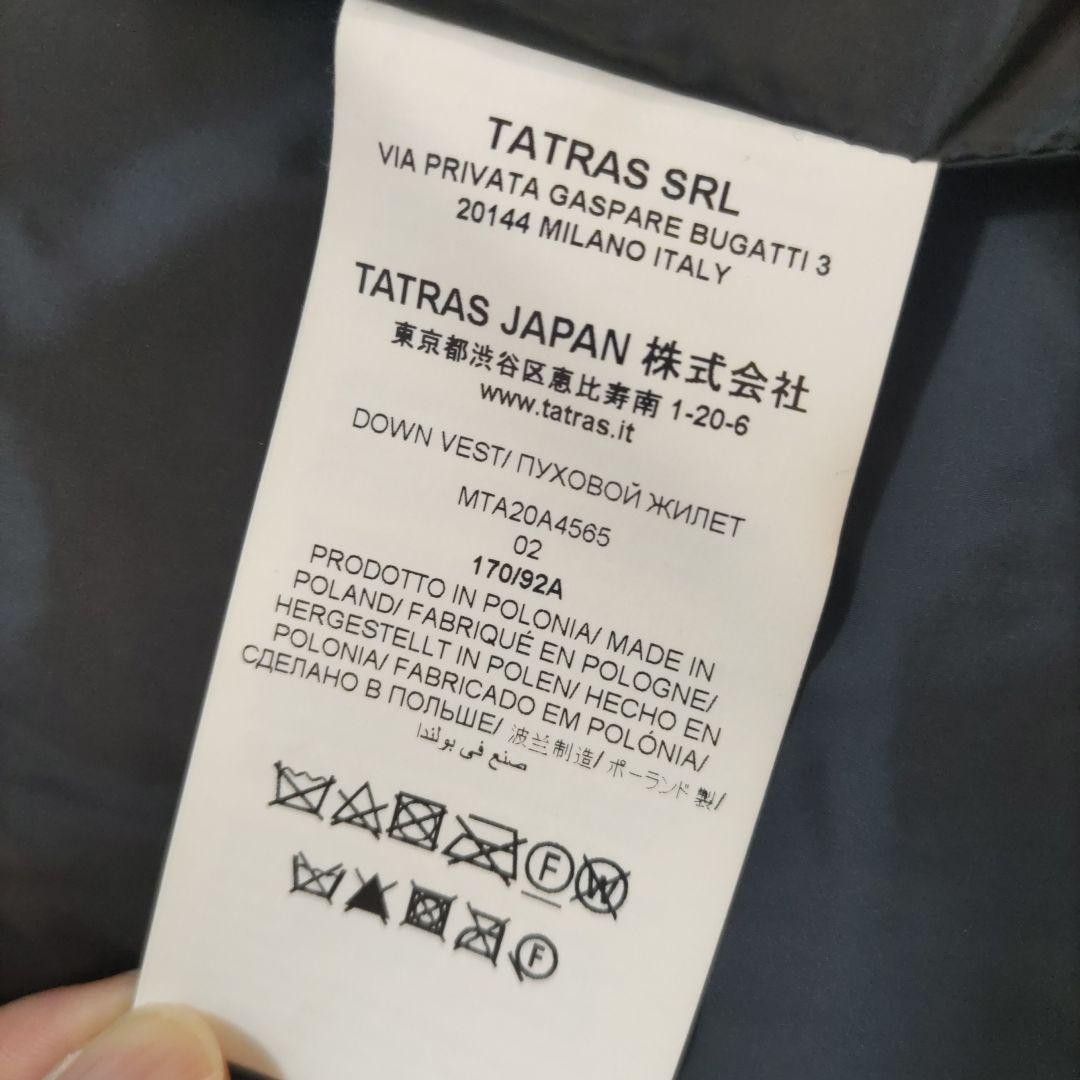 TATRAS SRL
VIA PRIVATA GASPARE BUGATTI 3
20144 MILANO ITALY
TATRAS JAPAN 株式会社
東京都渋谷区恵比寿南 1-20-6
www.tatras.it
DOWN VEST/ ПУХОВОЙ ЖИЛЕТ
MTA20A4565
02
170/92A
PRODOTTO IN POLONIA/ MADE IN
POLAND/ FABRIQUÉ EN POLOGNE/
HERGESTELLT IN POLEN/ HECHO EN
POLONIA/ FABRICADO EM POLÓNIA/
СДЕЛАНО В ПОЛЬШЕ/ 波兰制造/ ポーランド 製/
صنع في بولندا
F W
F